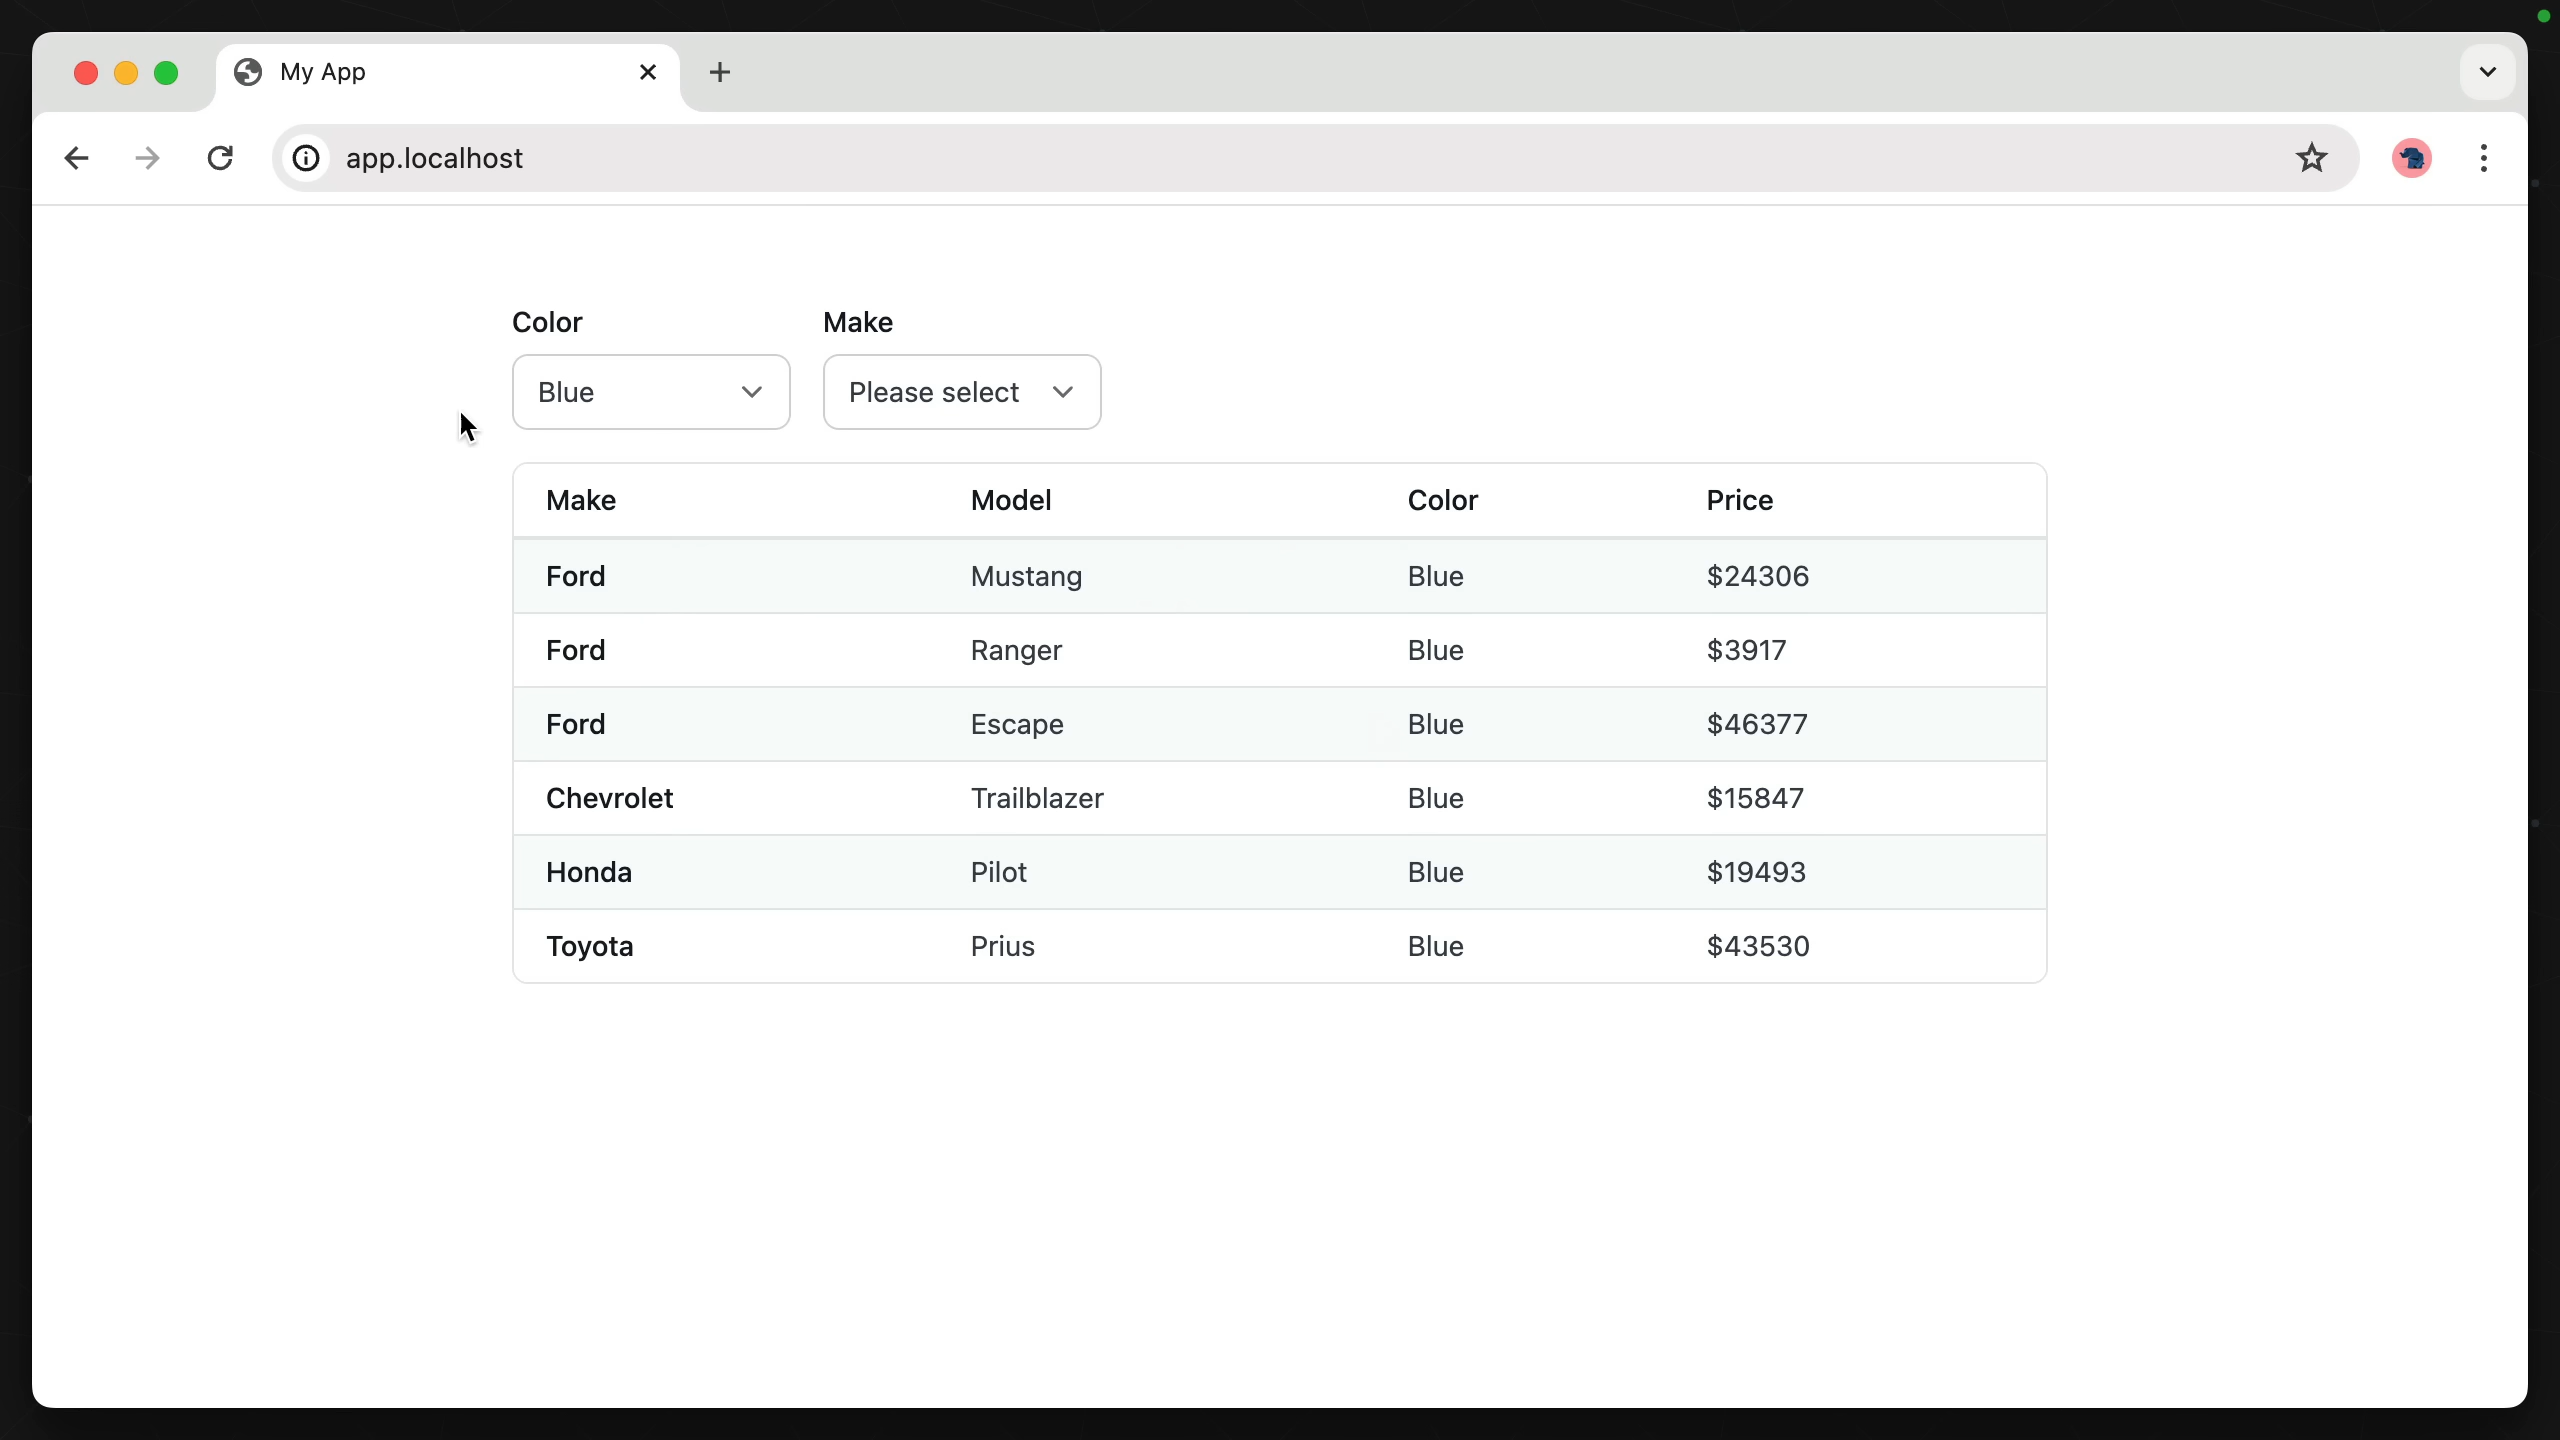 My App
app.localhost
Color Make
Blue Please select
Make Model Color Price
Ford Mustang Blue $24306
Ford Ranger Blue $3917
Ford Escape Blue $46377
Chevrolet Trailblazer Blue $15847
Honda Pilot Blue $19493
Toyota Prius Blue $43530